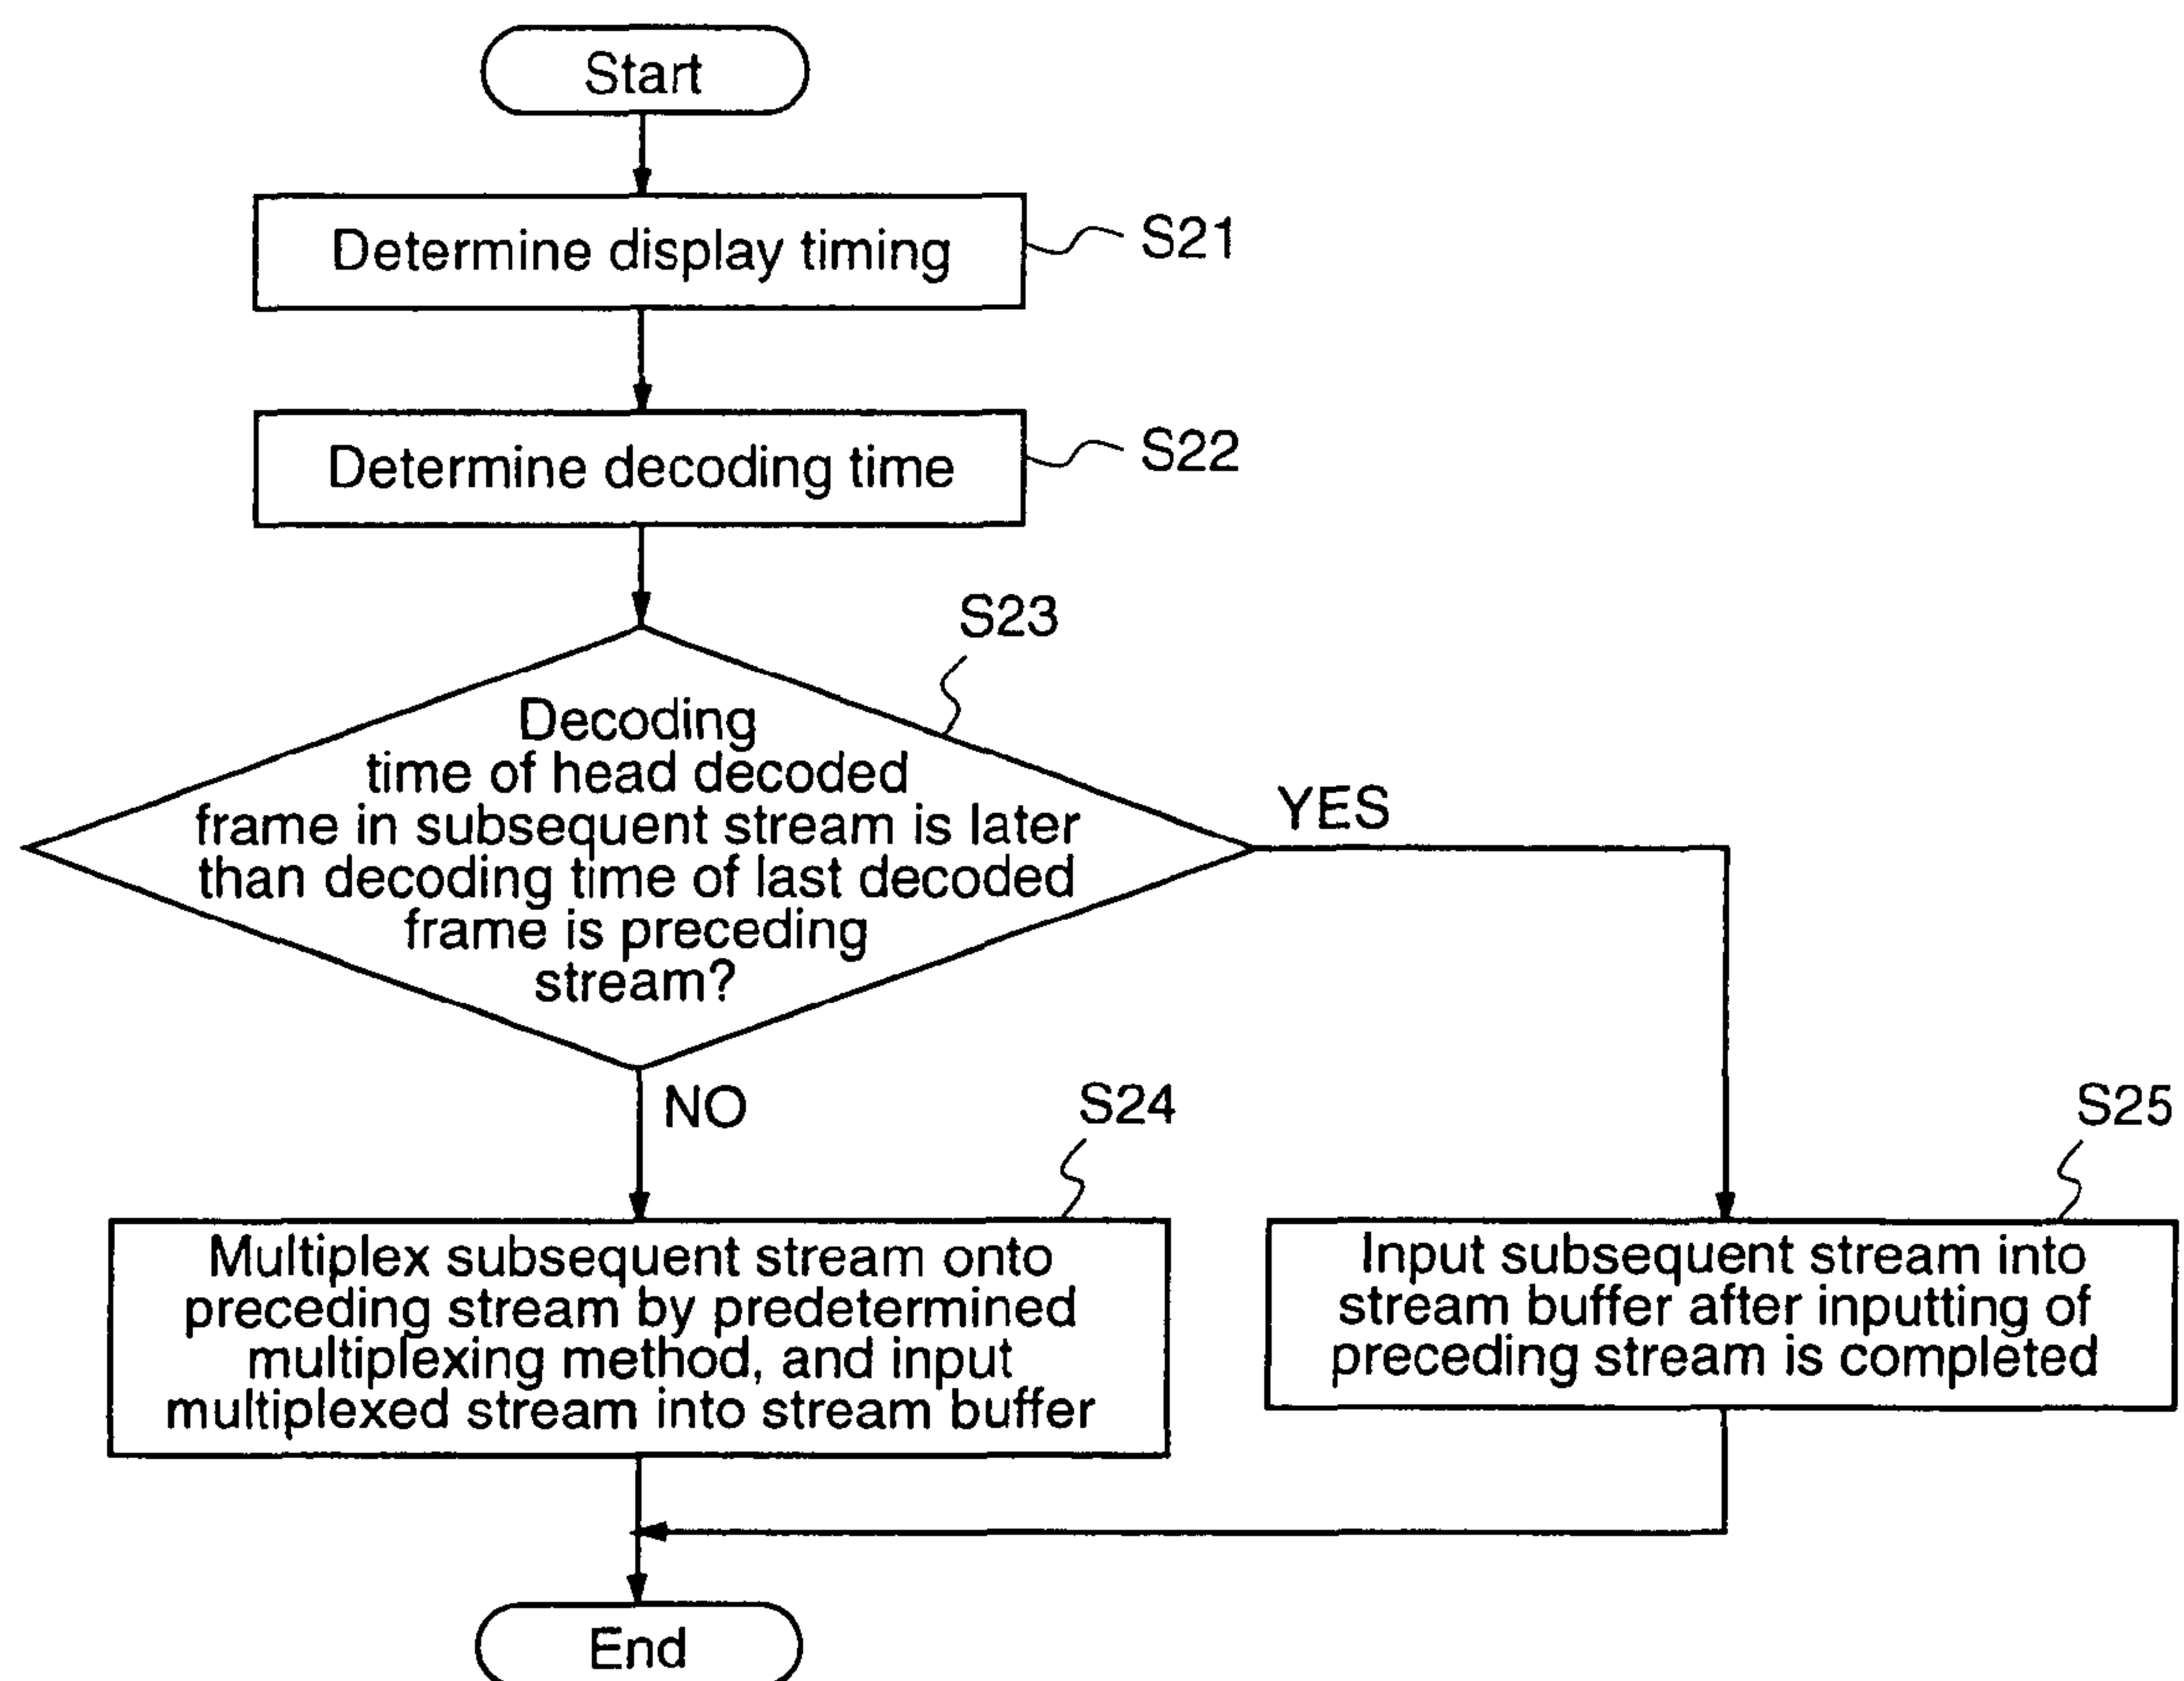 Start
Determine display timing
S21
Determine decoding time
S22
S23
Decoding
time of head decoded
frame in subsequent stream is later
than decoding time of last decoded
frame is preceding
stream?
YES
NO
S24
S25
Multiplex subsequent stream onto
preceding stream by predetermined
multiplexing method, and input
multiplexed stream into stream buffer
Input subsequent stream into
stream buffer after inputting of
preceding stream is completed
End